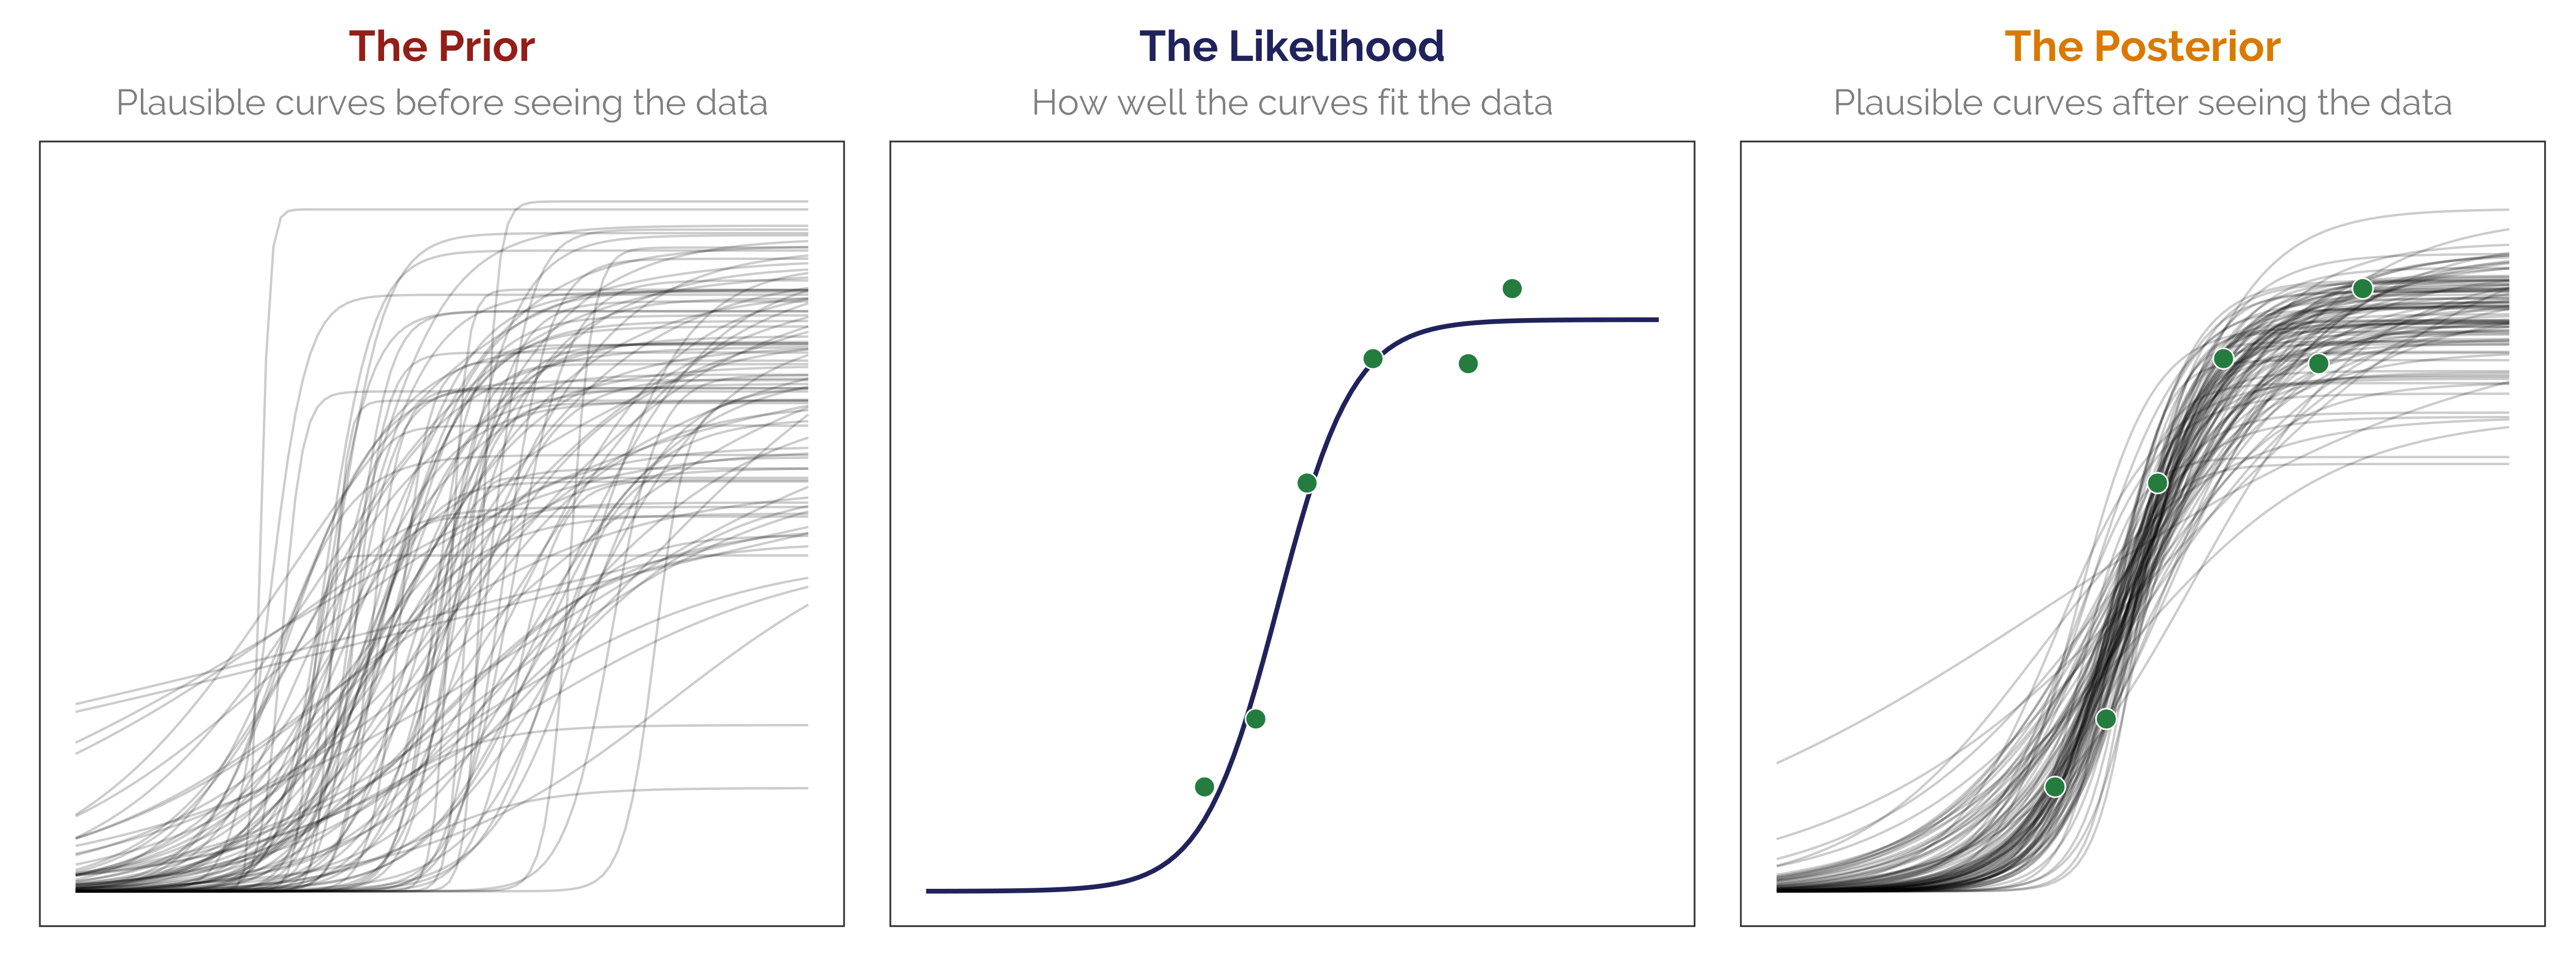 The Prior
Plausible curves before seeing the data
The Likelihood
How well the curves fit the data
The Posterior
Plausible curves after seeing the data